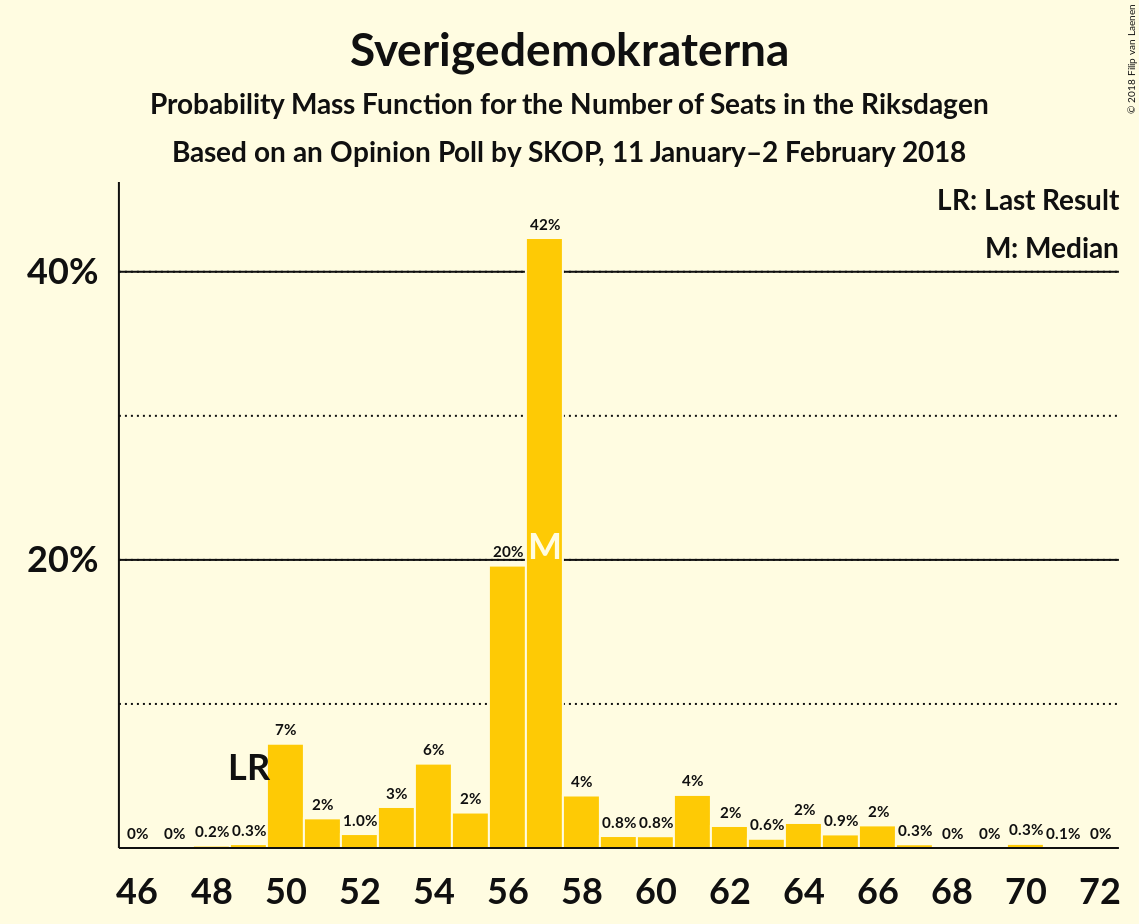 Sverigedemokraterna
Probability Mass Function for the Number of Seats in the Riksdagen
Based on an Opinion Poll by SKOP, 11 January–2 February 2018
© 2018 Filip van Laenen
LR: Last Result
M: Median
40%
20%
LR
M
0% 0% 0.2% 0.3% 7% 2% 1.0% 3% 6% 2% 20% 42% 4% 0.8% 0.8% 4% 2% 0.6% 2% 0.9% 2% 0.3% 0% 0% 0.3% 0.1% 0%
46 48 50 52 54 56 58 60 62 64 66 68 70 72